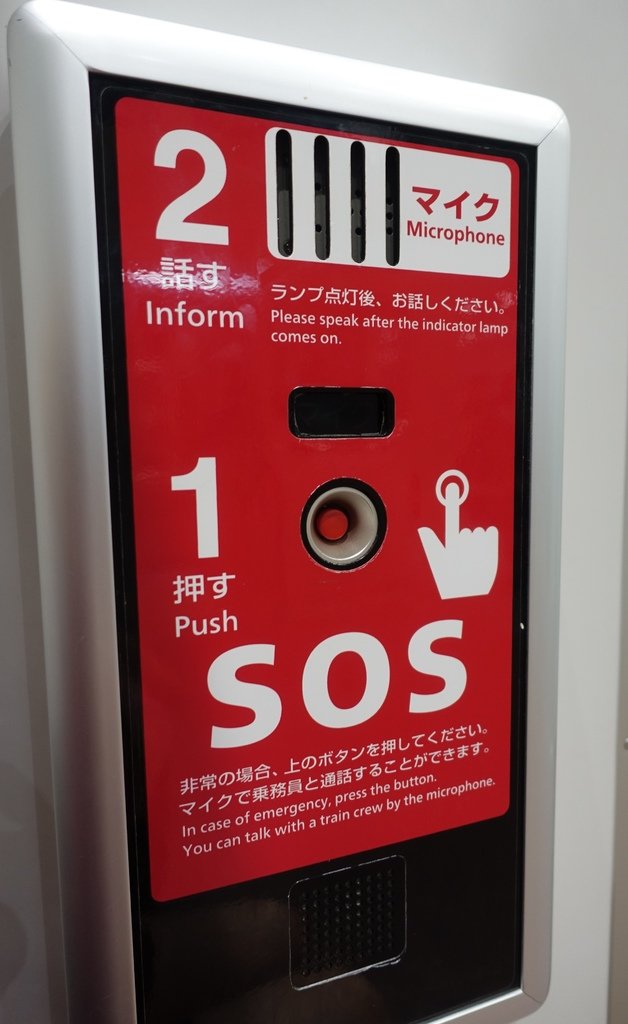 2
話す
Inform
マイク
Microphone
ランプ点灯後、お話しください。
Please speak after the indicator lamp
comes on.
1
押す
Push
SOS
非常の場合、上のボタンを押してください。
マイクで乗務員と通話することができます。
In case of emergency, press the button.
You can talk with a train crew by the microphone.